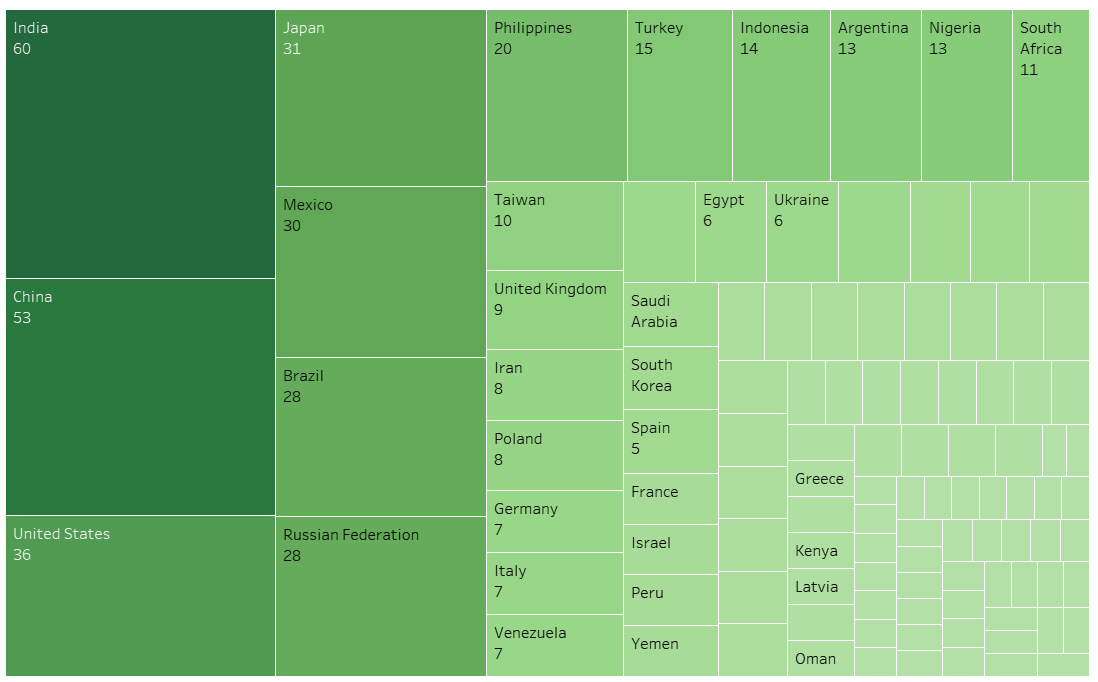 India
60
China
53
United States
36
Japan
31
Mexico
30
Brazil
28
Russian Federation
28
Philippines
20
Turkey
15
Indonesia
14
Argentina
13
Nigeria
13
South
Africa
11
Taiwan
10
United Kingdom
9
Iran
8
Poland
8
Germany
7
Italy
7
Venezuela
7
Egypt
6
Ukraine
6
Saudi
Arabia
South
Korea
Spain
5
France
Israel
Peru
Yemen
Greece
Kenya
Latvia
Oman